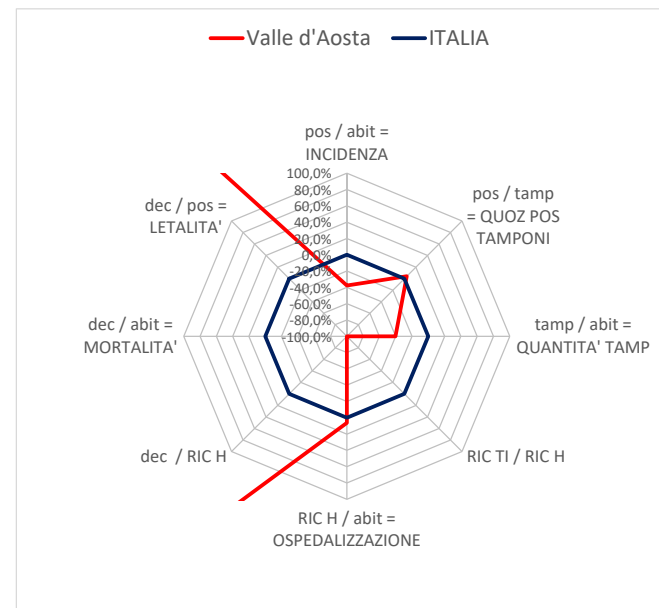 Valle d'Aosta
ITALIA
pos / abit =
INCIDENZA
pos / tamp
= QUOZ POS
TAMPONI
tamp / abit =
QUANTITA' TAMP
RIC TI / RIC H
RIC H / abit =
OSPEDALIZZAZIONE
dec  / RIC H
dec / abit =
MORTALITA'
dec / pos =
LETALITA'
100,0%
80,0%
60,0%
40,0%
20,0%
0,0%
-20,0%
-40,0%
-60,0%
-80,0%
-100,0%